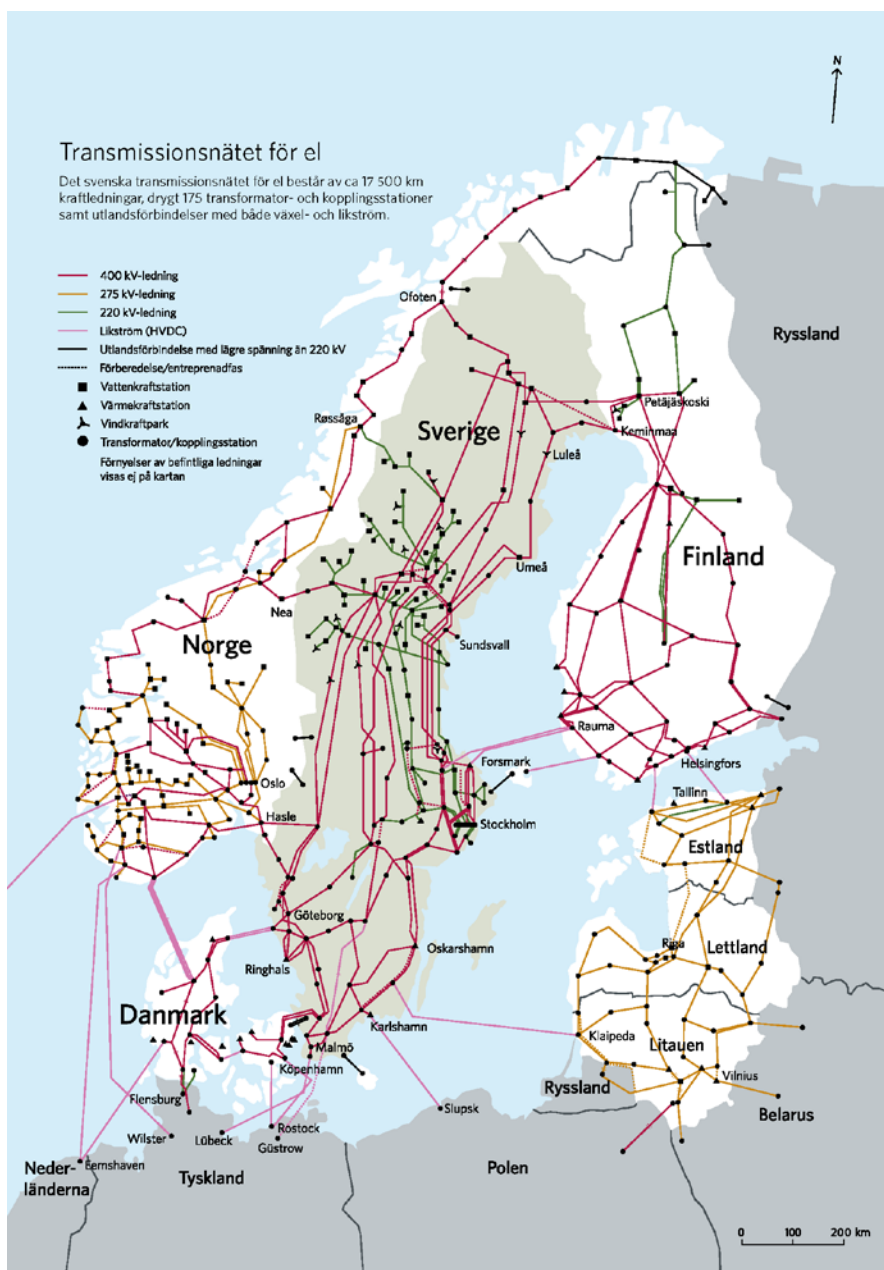 N
Transmissionsnätet för el
Det svenska transmissionsnätet för el består av ca 17 500 km
kraftledningar, drygt 175 transformator- och kopplingsstationer
samt utlandsförbindelser med både växel- och likström.
400 kV-ledning
275 kV-ledning
220 kV-ledning
Likström (HVDC)
Utlandsförbindelse med lägre spänning än 220 kV
Förberedelse/entreprenadfas
Vattenkraftstation
Värmekraftstation
Vindkraftpark
Transformator/kopplingsstation
Förnyelser av befintliga ledningar
visas ej på kartan
Ofoten
Ryssland
Røssåga
Petäjäskoski
Sverige
Keminmaa
Luleå
Finland
Umeå
Nea
Norge
Sundsvall
Rauma
Forsmark
Helsingfors
Oslo
Tallinn
Hasle
Stockholm
Estland
Göteborg
Oskarshamn
Riga
Lettland
Ringhals
Danmark
Karlshamn
Klaipeda
Litauen
Malmö
Köpenhamn
Ryssland
Vilnius
Flensburg
Belarus
Slupsk
Rostock
Wilster
Lübeck
Güstrow
Eemshaven
Neder-
länderna
Tyskland
Polen
0 100 200 km